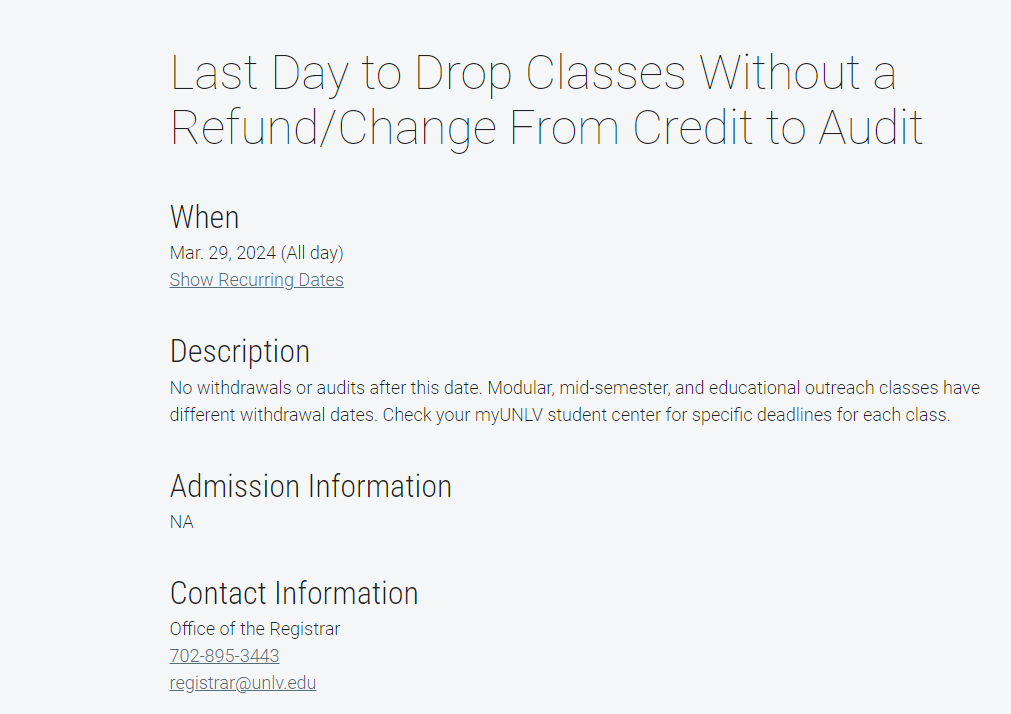 Last Day to Drop Classes Without a
Refund/Change From Credit to Audit
When
Mar. 29, 2024 (All day)
Show Recurring Dates
Description
No withdrawals or audits after this date. Modular, mid-semester, and educational outreach classes have
different withdrawal dates. Check your myUNLV student center for specific deadlines for each class.
Admission Information
NA
Contact Information
Office of the Registrar
702-895-3443
registrar@unlv.edu